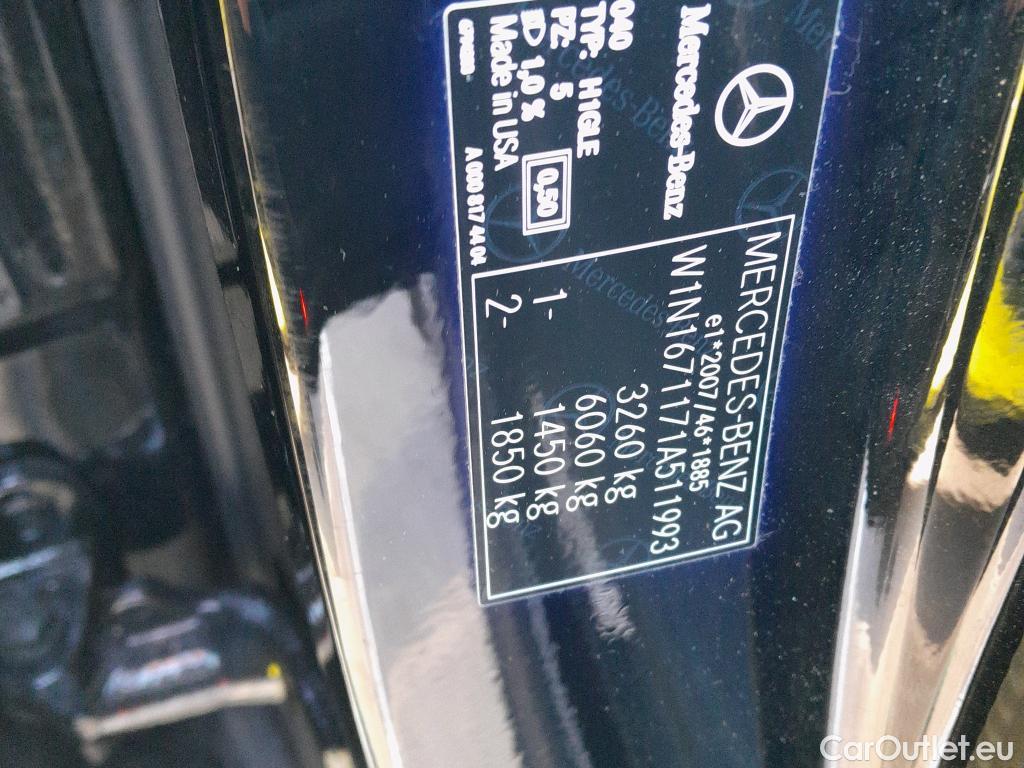 Mercedes-Benz
040
TYP: H1GLE
PZ: 5
1,0 % 0,50
Made in USA
A 000 817 44 04
MERCEDES-BENZ AG
e1*2007/46*1885
W1N1671171A511993
3260 kg
6060 kg
1- 1450 kg
2- 1850 kg
CarOutlet.eu